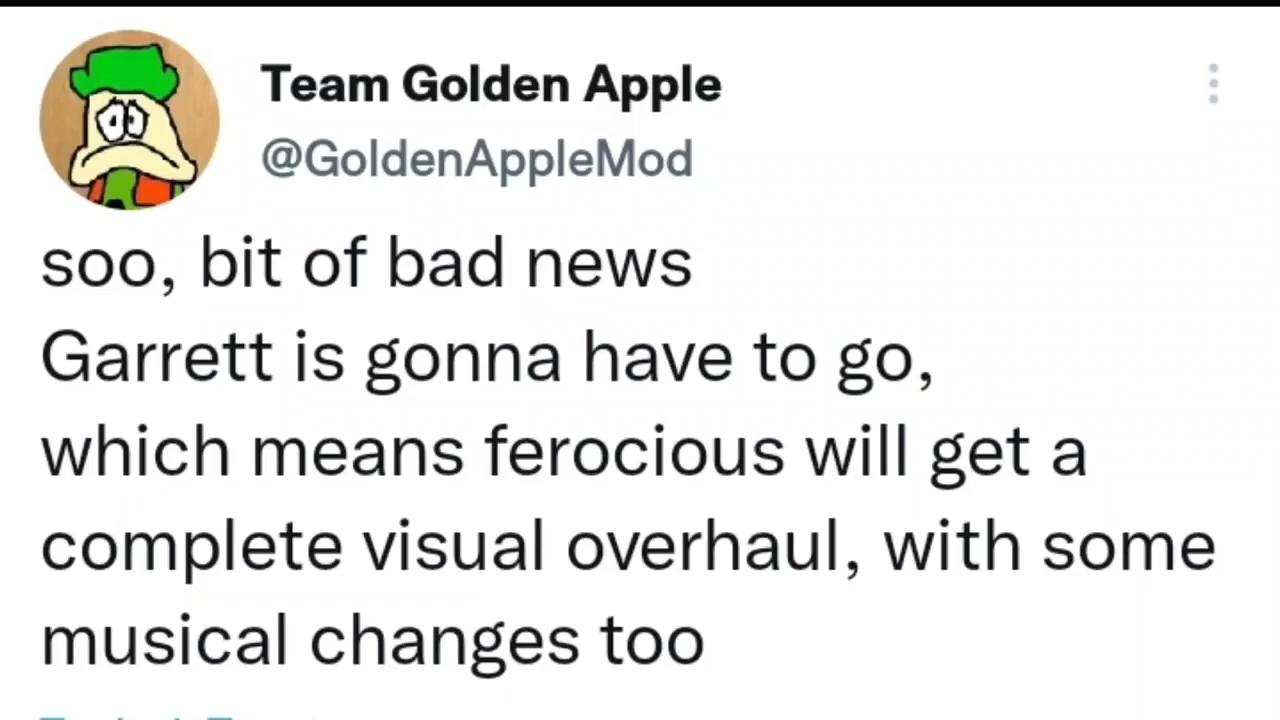 Team Golden Apple
@GoldenAppleMod
soo, bit of bad news
Garrett is gonna have to go,
which means ferocious will get a
complete visual overhaul, with some
musical changes too